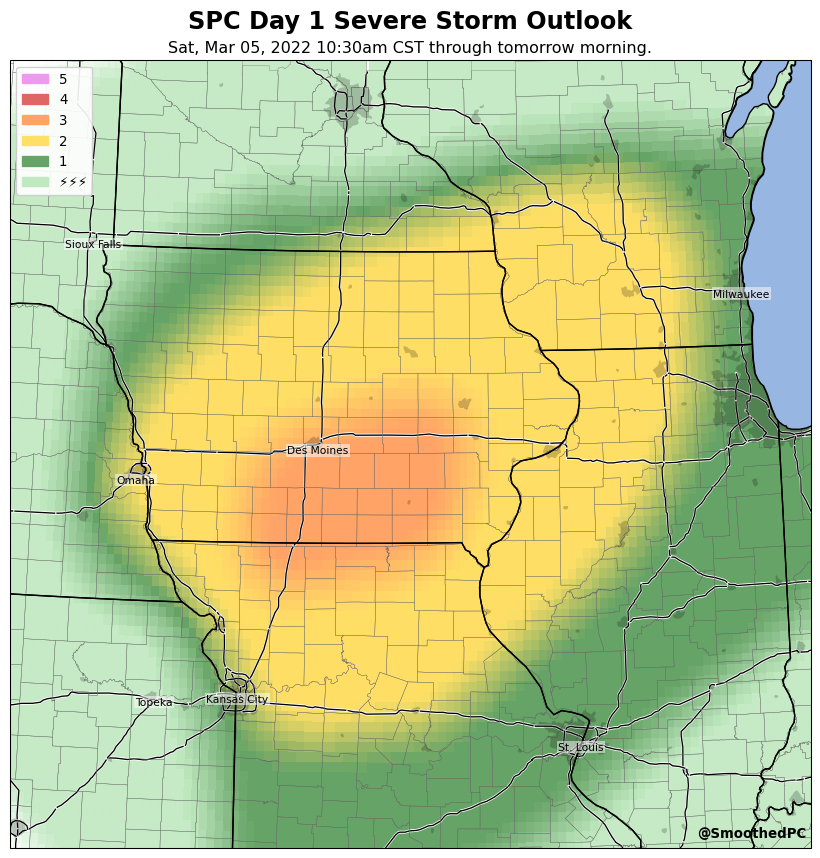 SPC Day 1 Severe Storm Outlook
Sat, Mar 05, 2022 10:30am CST through tomorrow morning.
5
4
3
2
1
⚡⚡⚡
Sioux Falls
Milwaukee
Des Moines
Omaha
Topeka
Kansas City
St. Louis
@SmoothedPC